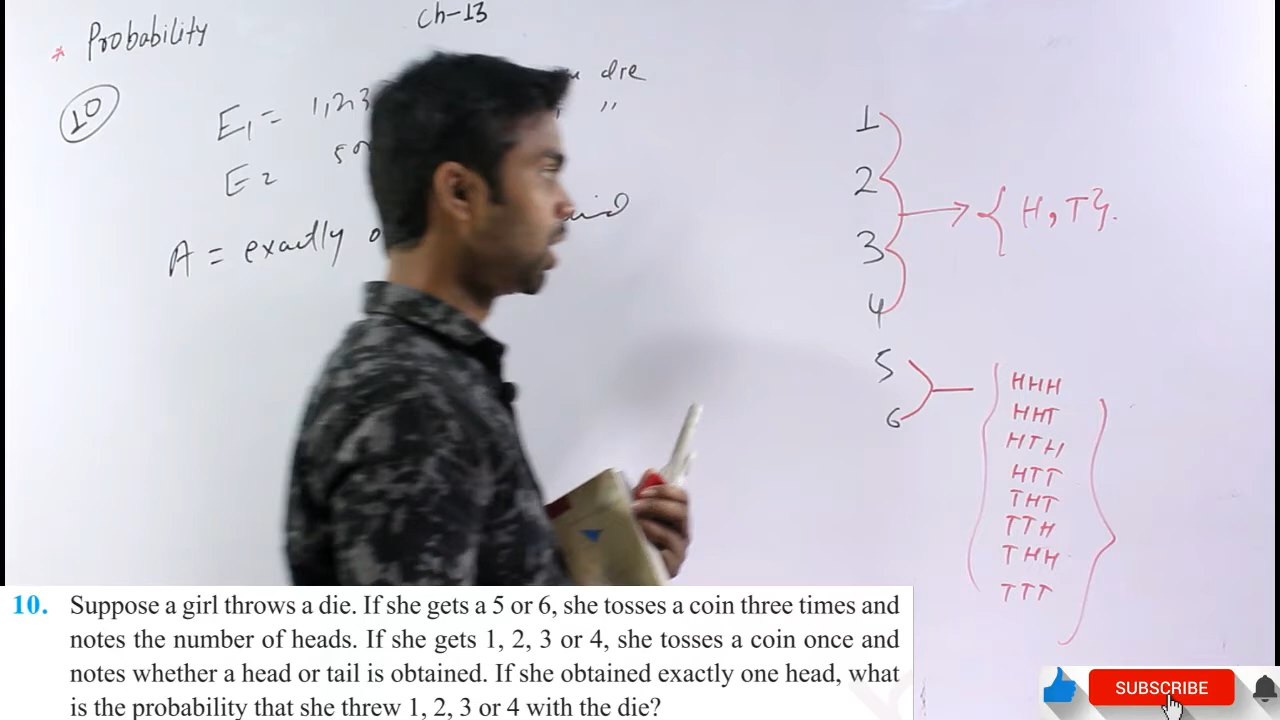 * Probability
Ch-13
10
E1 = 1,2,3 die
E2 "
A = exactly
1
2
3
4
{ H, T }.
5
6
HHH
HHT
HTH
HTT
THT
TTH
THH
TTT
10. Suppose a girl throws a die. If she gets a 5 or 6, she tosses a coin three times and
notes the number of heads. If she gets 1, 2, 3 or 4, she tosses a coin once and
notes whether a head or tail is obtained. If she obtained exactly one head, what
is the probability that she threw 1, 2, 3 or 4 with the die?
SUBSCRIBE